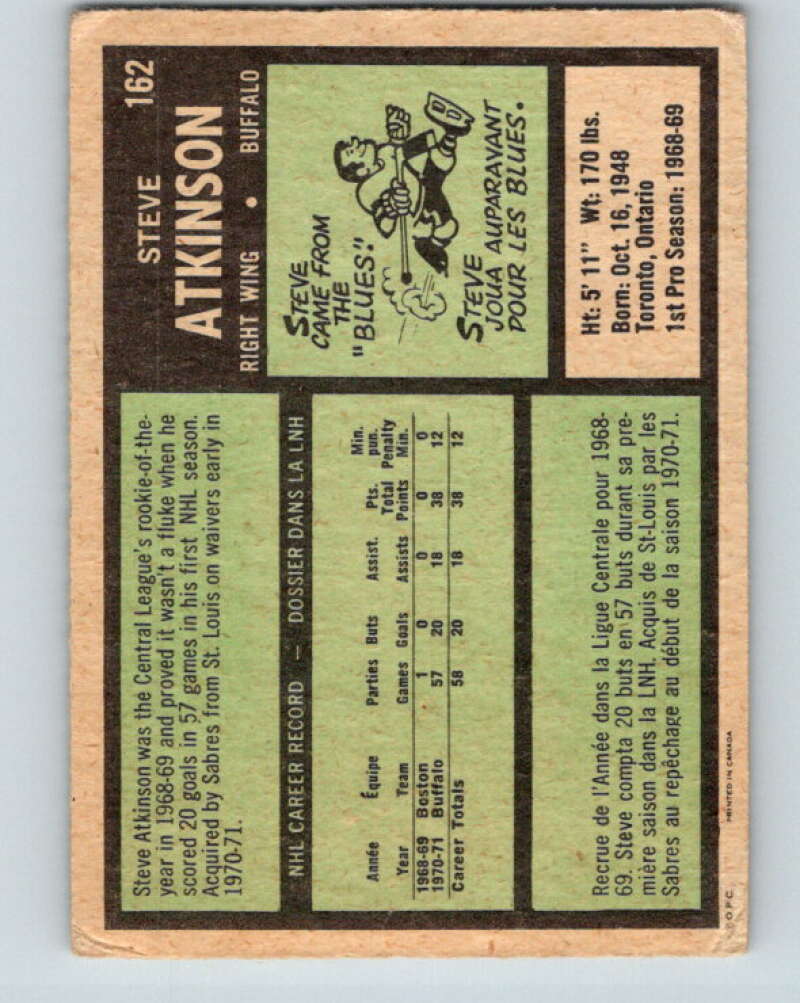 STEVE 162
ATKINSON
RIGHT WING • BUFFALO
Steve Atkinson was the Central League's rookie-of-the-
year in 1968-69 and proved it wasn't a fluke when he
scored 20 goals in 57 games in his first NHL season.
Acquired by Sabres from St. Louis on waivers early in
1970-71.
STEVE
CAME FROM
THE
"BLUES."
STEVE
JOUA AUPARAVANT
POUR LES BLUES.
NHL CAREER RECORD — DOSSIER DANS LA LNH
Année Équipe Parties Buts Assist. Pts. Total Min. pun.
Year Team Games Goals Assists Points Penalty Min.
1968-69 Boston 1 0 0 0 0
1970-71 Buffalo 57 20 18 38 12
Career Totals 58 20 18 38 12
Ht: 5' 11" Wt: 170 lbs.
Born: Oct. 16, 1948
Toronto, Ontario
1st Pro Season: 1968-69
Recrue de l'Année dans la Ligue Centrale pour 1968-
69. Steve compta 20 buts en 57 buts durant sa pre-
mière saison dans la LNH. Acquis de St-Louis par les
Sabres au repêchage au début de la saison 1970-71.
©O.P.C. PRINTED IN CANADA